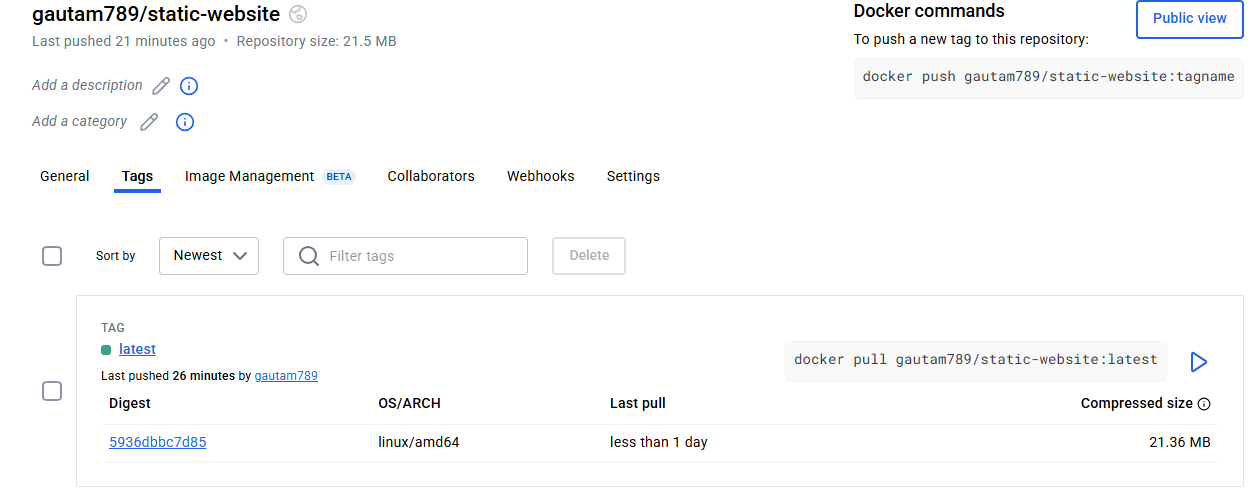 gautam789/static-website
Last pushed 21 minutes ago • Repository size: 21.5 MB
Add a description
Add a category
Docker commands
Public view
To push a new tag to this repository:
docker push gautam789/static-website:tagname
General Tags Image Management BETA Collaborators Webhooks Settings
Sort by Newest Filter tags Delete
TAG
latest
docker pull gautam789/static-website:latest
Last pushed 26 minutes by gautam789
Digest OS/ARCH Last pull Compressed size
5936dbbc7d85 linux/amd64 less than 1 day 21.36 MB